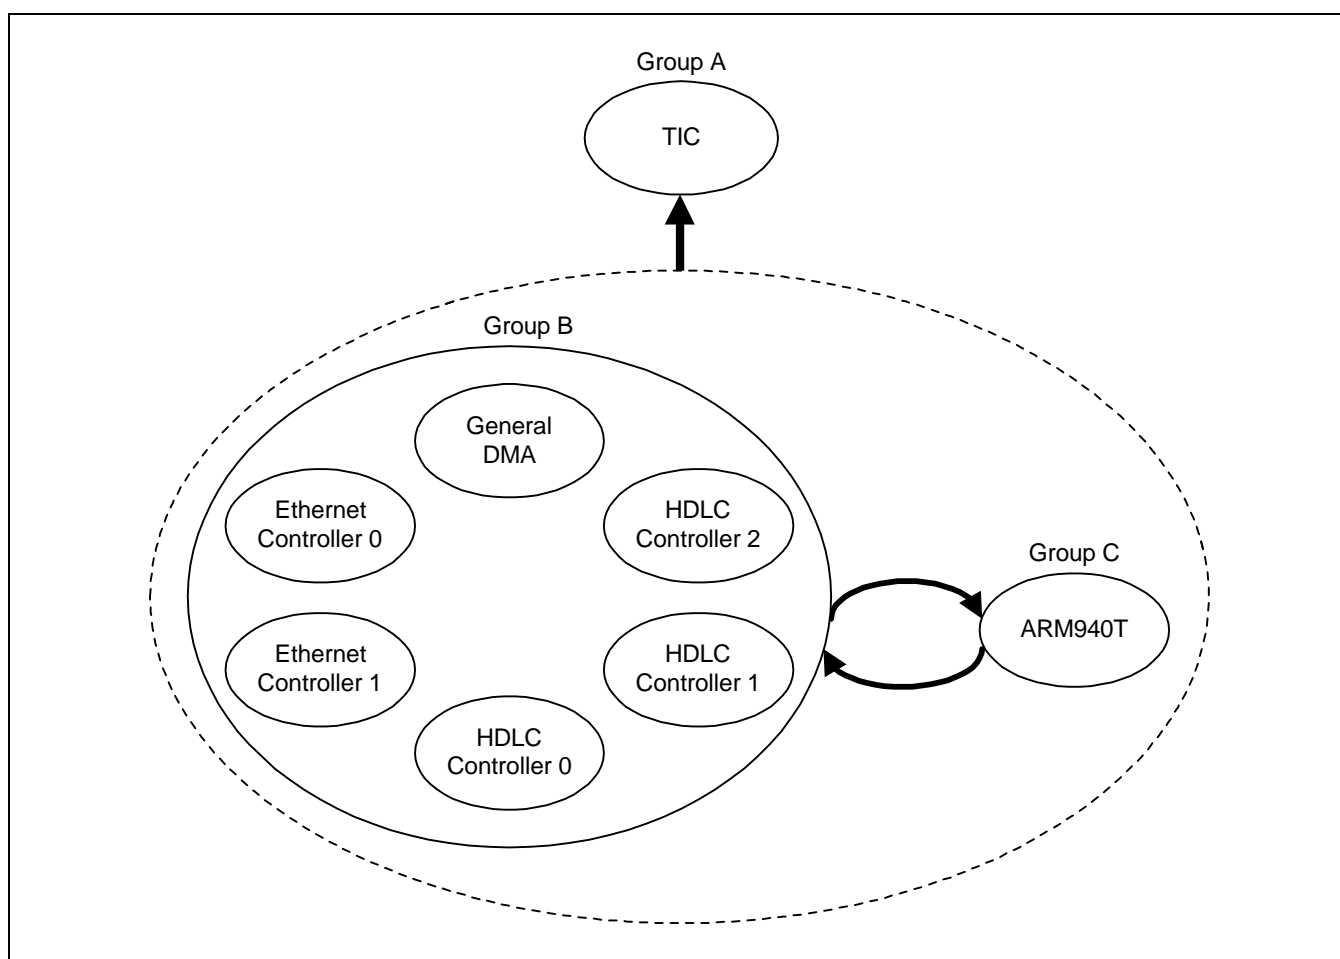 Group A
TIC
Group B
General
DMA
Ethernet
Controller 0
HDLC
Controller 2
Group C
ARM940T
Ethernet
Controller 1
HDLC
Controller 1
HDLC
Controller 0